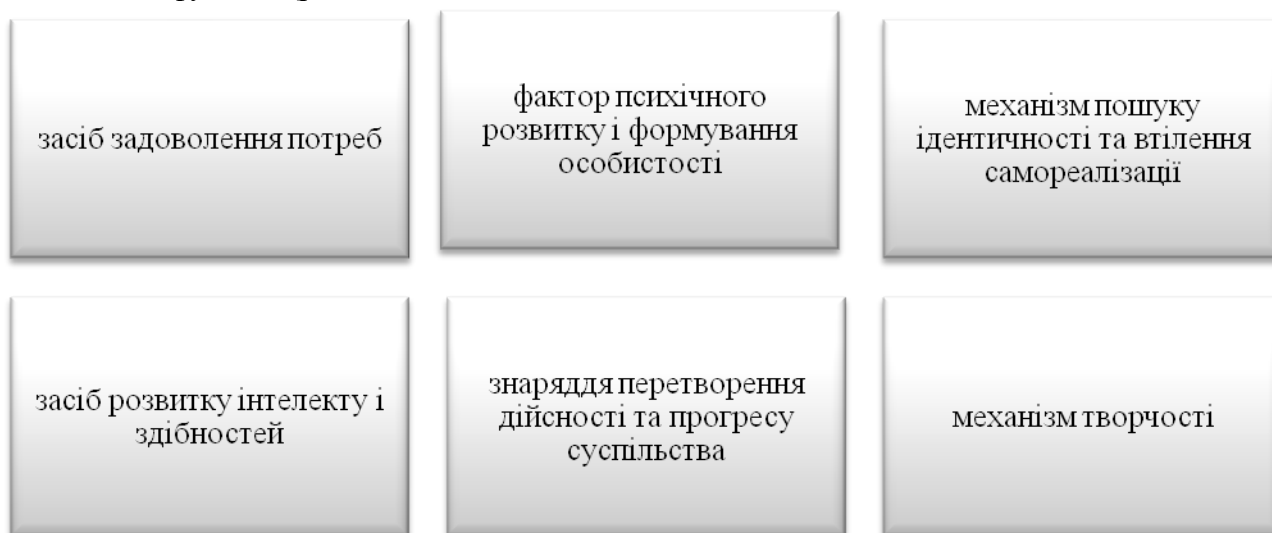 засіб задоволення потреб
фактор психічного
розвитку і формування
особистості
механізм пошуку
ідентичності та втілення
самореалізації
засіб розвитку інтелекту і
здібностей
знаряддя перетворення
дійсності та прогресу
суспільства
механізм творчості